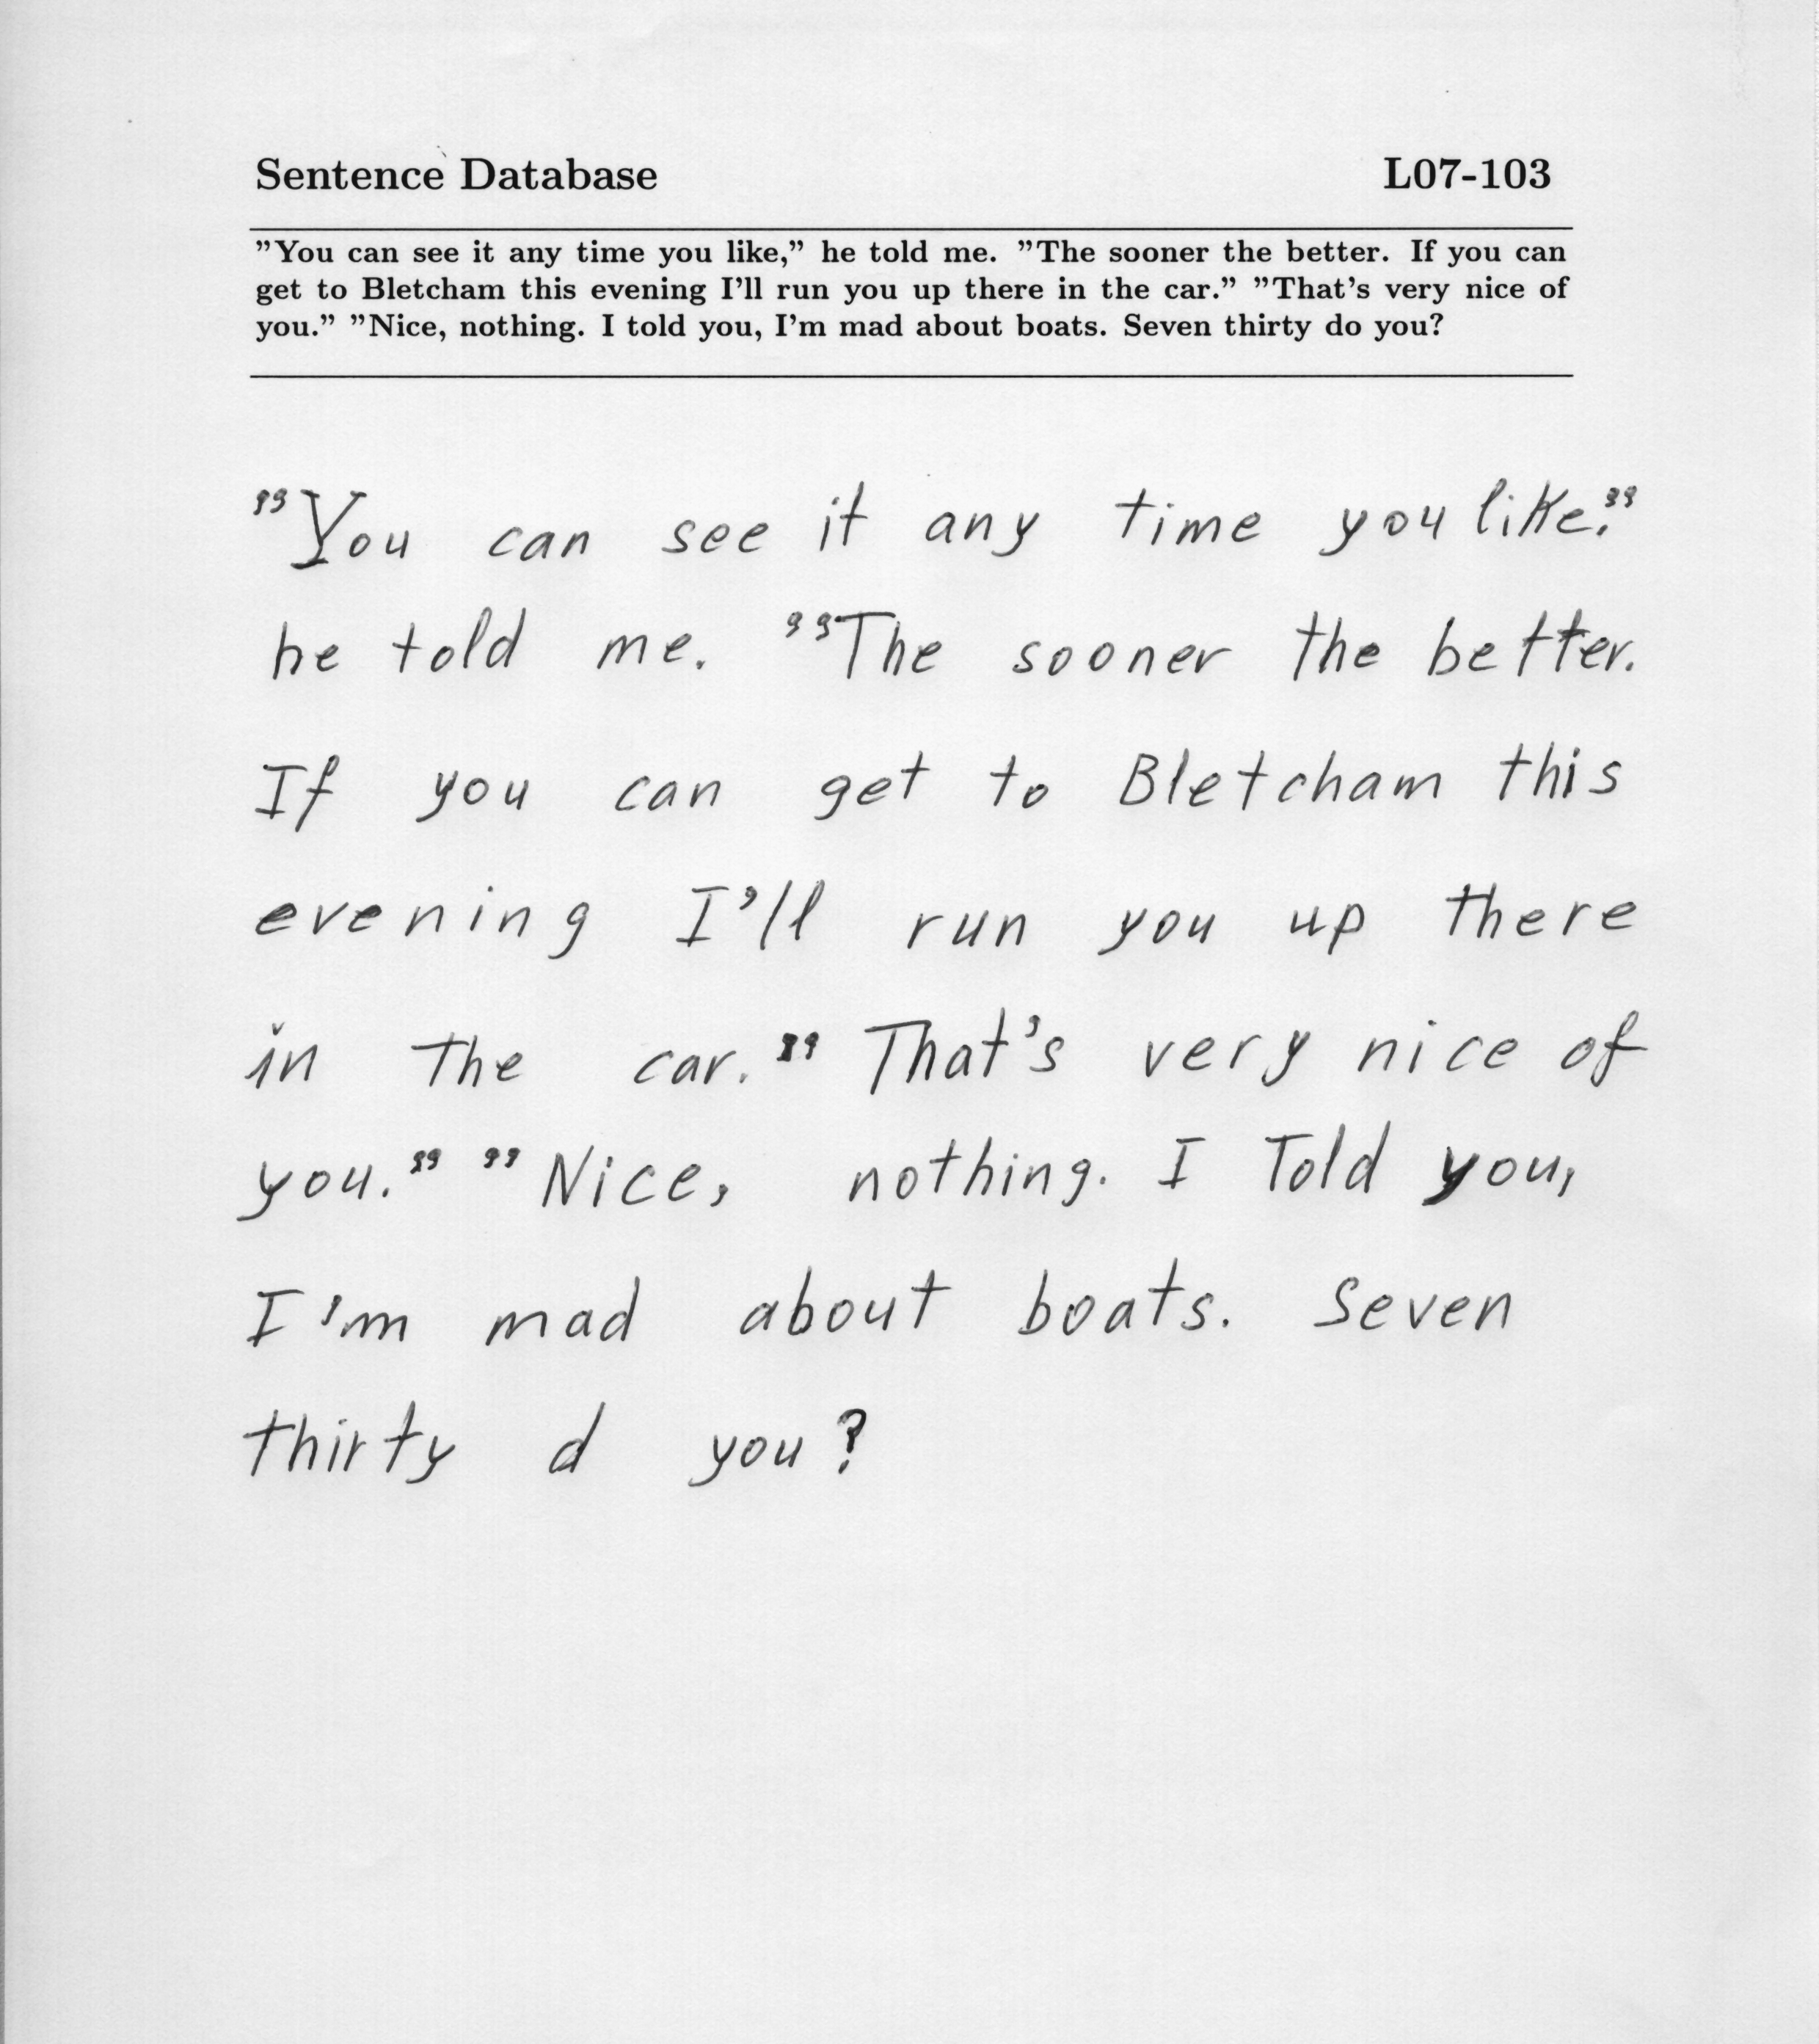 Sentence Database L07-103
”You can see it any time you like,” he told me. ”The sooner the better. If you can
get to Bletcham this evening I’ll run you up there in the car.” ”That’s very nice of
you.” ”Nice, nothing. I told you, I’m mad about boats. Seven thirty do you?
”You can see it any time you like.”
he told me. ”The sooner the better.
If you can get to Bletcham this
evening I’ll run you up there
in the car.” That’s very nice of
you.” ”Nice, nothing. I Told you,
I’m mad about boats. Seven
thirty d you?